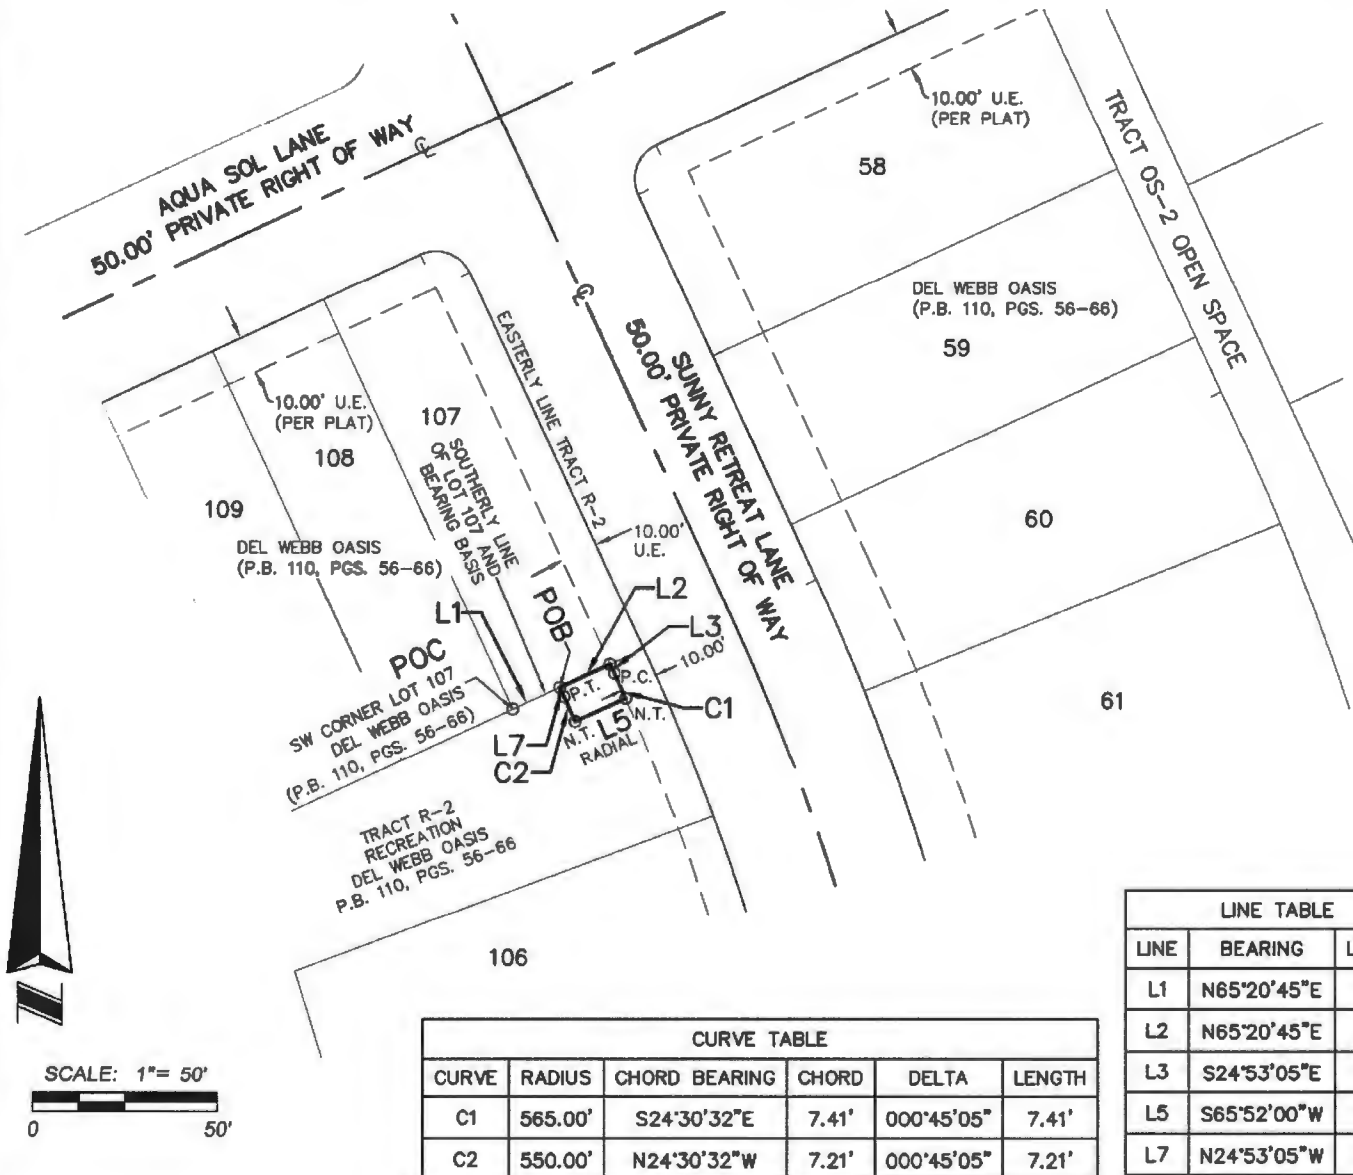 AQUA SOL LANE
50.00' PRIVATE RIGHT OF WAY
℄
10.00' U.E.
(PER PLAT)
58
TRACT OS-2 OPEN SPACE
DEL WEBB OASIS
(P.B. 110, PGS. 56-66)
59
℄
SUNNY RETREAT LANE
50.00' PRIVATE RIGHT OF WAY
EASTERLY LINE TRACT R-2
10.00' U.E.
(PER PLAT)
107
108
109
SOUTHERLY LINE
OF LOT 107 AND
BEARING BASIS
DEL WEBB OASIS
(P.B. 110, PGS. 56-66)
10.00'
U.E.
60
61
L1
POB
L2
L3
10.00'
POC
SW CORNER LOT 107
DEL WEBB OASIS
(P.B. 110, PGS. 56-66)
P.T.
P.C.
C1
N.T.
L7
N.T.
L5
RADIAL
C2
TRACT R-2
RECREATION
DEL WEBB OASIS
P.B. 110, PGS. 56-66
106
N
SCALE: 1"= 50'
0 50'
CURVE TABLE
CURVE RADIUS CHORD BEARING CHORD DELTA LENGTH
C1 565.00' S24°30'32"E 7.41' 000°45'05" 7.41'
C2 550.00' N24°30'32"W 7.21' 000°45'05" 7.21'
LINE TABLE
LINE BEARING L
L1 N65°20'45"E
L2 N65°20'45"E
L3 S24°53'05"E
L5 S65°52'00"W
L7 N24°53'05"W